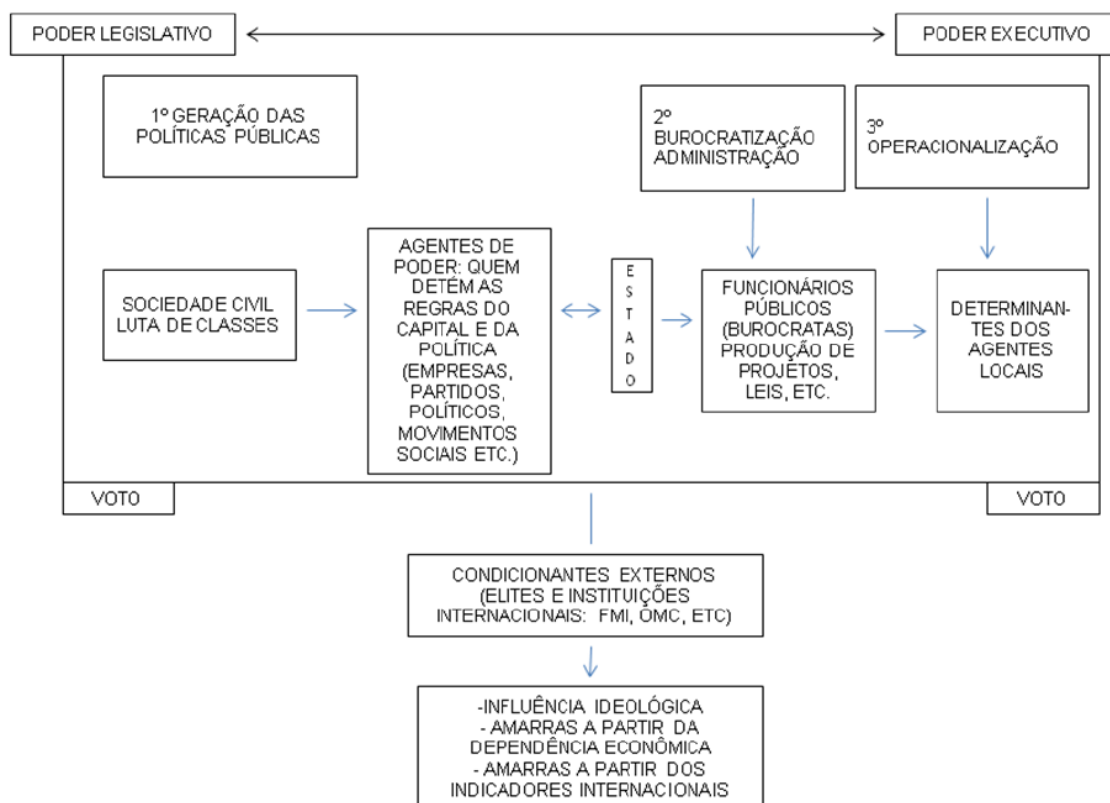 PODER LEGISLATIVO
PODER EXECUTIVO
1º GERAÇÃO DAS
POLÍTICAS PÚBLICAS
2º
BUROCRATIZAÇÃO
ADMINISTRAÇÃO
3º
OPERACIONALIZAÇÃO
SOCIEDADE CIVIL
LUTA DE CLASSES
AGENTES DE
PODER: QUEM
DETÉM AS
REGRAS DO
CAPITAL E DA
POLÍTICA
(EMPRESAS,
PARTIDOS,
POLÍTICOS,
MOVIMENTOS
SOCIAIS ETC.)
E
S
T
A
D
O
FUNCIONÁRIOS
PÚBLICOS
(BUROCRATAS)
PRODUÇÃO DE
PROJETOS,
LEIS, ETC.
DETERMINAN-
TES DOS
AGENTES
LOCAIS
VOTO
VOTO
CONDICIONANTES EXTERNOS
(ELITES E INSTITUIÇÕES
INTERNACIONAIS: FMI, OMC, ETC)
-INFLUÊNCIA IDEOLÓGICA
- AMARRAS A PARTIR DA
DEPENDÊNCIA ECONÔMICA
- AMARRAS A PARTIR DOS
INDICADORES INTERNACIONAIS